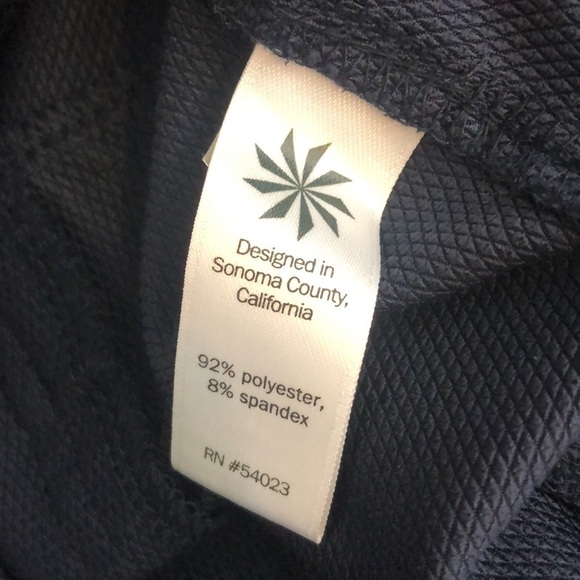 Designed in
Sonoma County,
California
92% polyester,
8% spandex
RN #54023